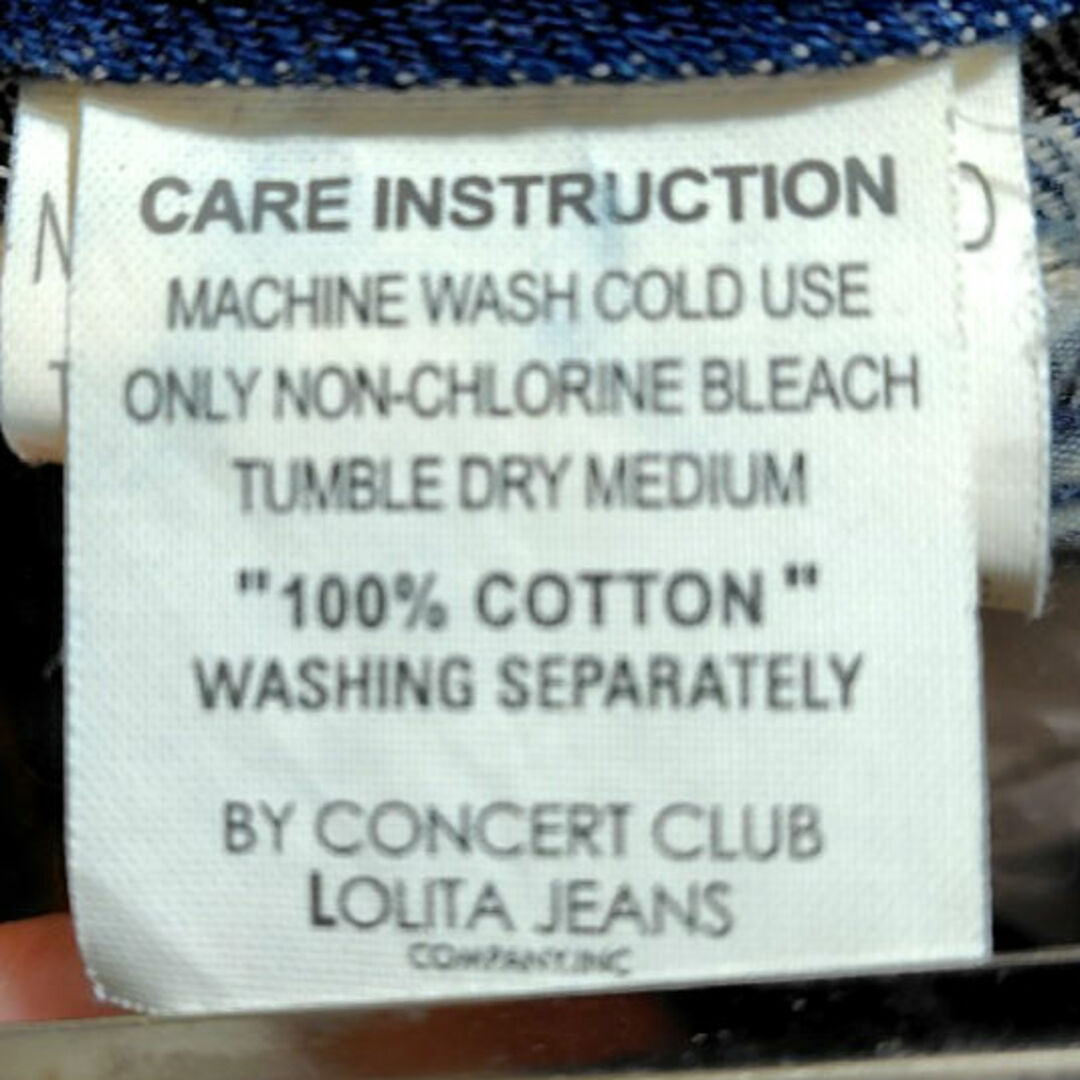 CARE INSTRUCTION
MACHINE WASH COLD USE
ONLY NON-CHLORINE BLEACH
TUMBLE DRY MEDIUM
"100% COTTON"
WASHING SEPARATELY
BY CONCERT CLUB
LOLITA JEANS
COMPANY.INC